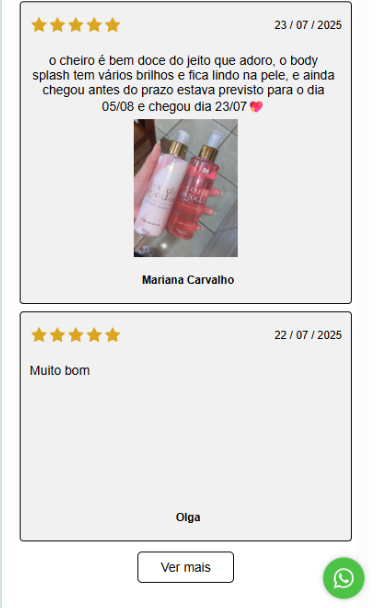 23 / 07 / 2025
o cheiro é bem doce do jeito que adoro, o body
splash tem vários brilhos e fica lindo na pele, e ainda
chegou antes do prazo estava previsto para o dia
05/08 e chegou dia 23/07💖
Mariana Carvalho
22 / 07 / 2025
Muito bom
Olga
Ver mais